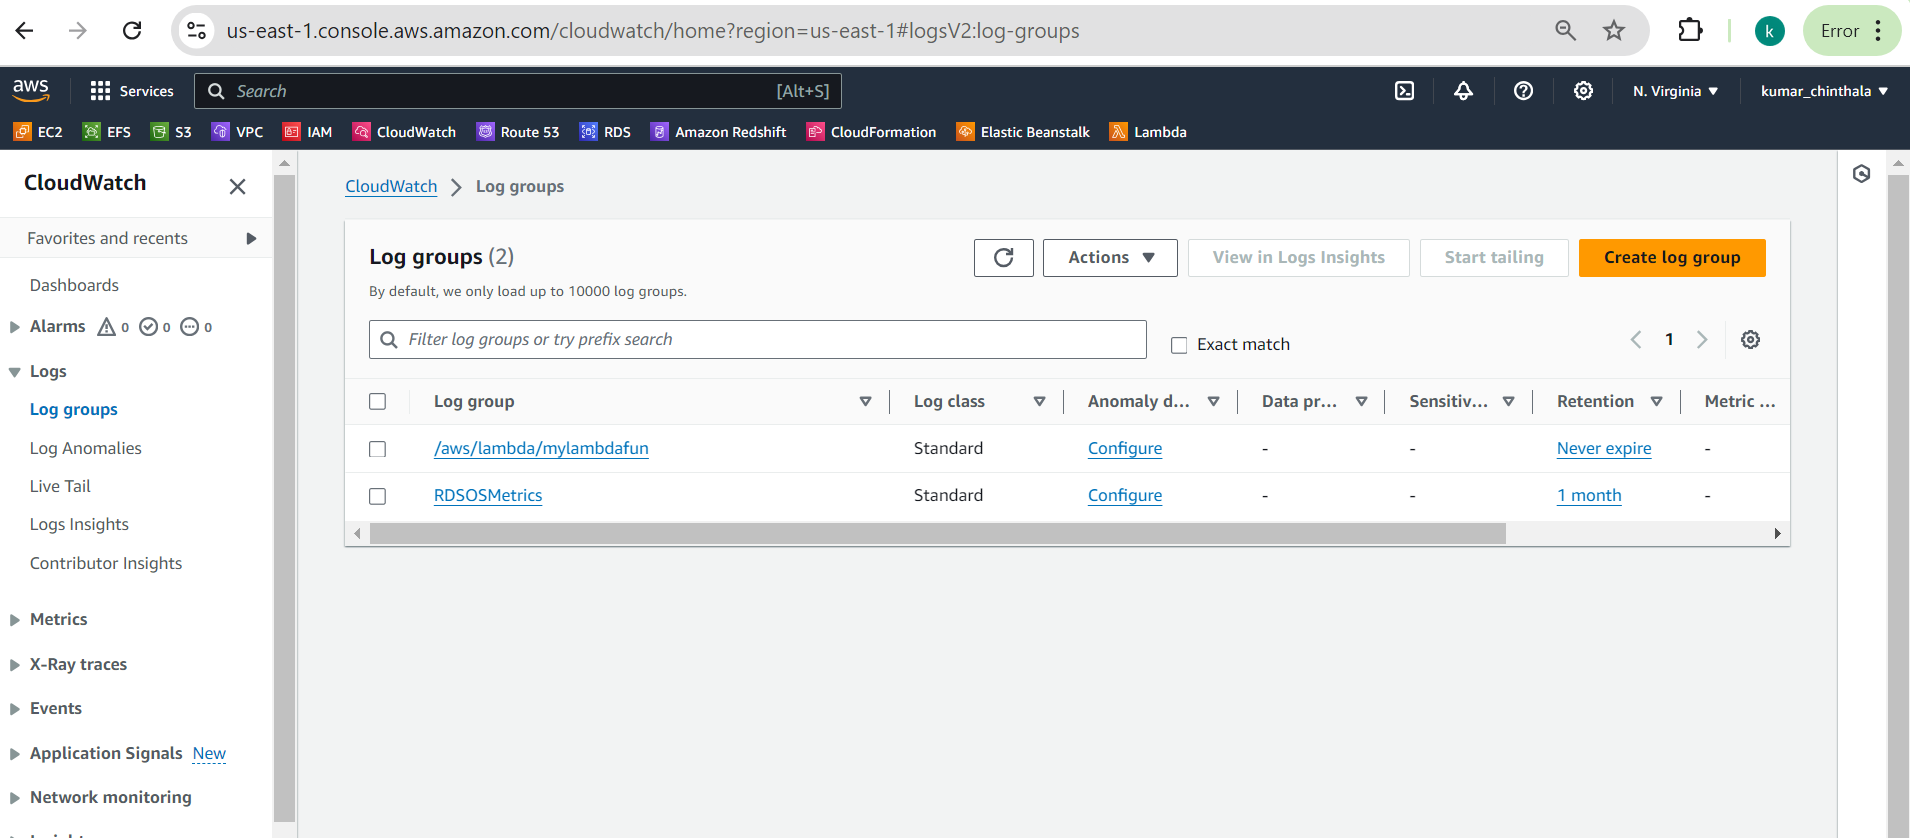 us-east-1.console.aws.amazon.com/cloudwatch/home?region=us-east-1#logsV2:log-groups
k
Error
aws
Services
Search
[Alt+S]
N. Virginia
kumar_chinthala
EC2
EFS
S3
VPC
IAM
CloudWatch
Route 53
RDS
Amazon Redshift
CloudFormation
Elastic Beanstalk
Lambda
CloudWatch
Favorites and recents
Dashboards
Alarms 0 0 0
Logs
Log groups
Log Anomalies
Live Tail
Logs Insights
Contributor Insights
Metrics
X-Ray traces
Events
Application Signals New
Network monitoring
CloudWatch > Log groups
Log groups (2)
By default, we only load up to 10000 log groups.
Actions
View in Logs Insights
Start tailing
Create log group
Filter log groups or try prefix search
Exact match
1
Log group Log class Anomaly d... Data pr... Sensitiv... Retention Metric ...
/aws/lambda/mylambdafun Standard Configure - - Never expire -
RDSOSMetrics Standard Configure - - 1 month -